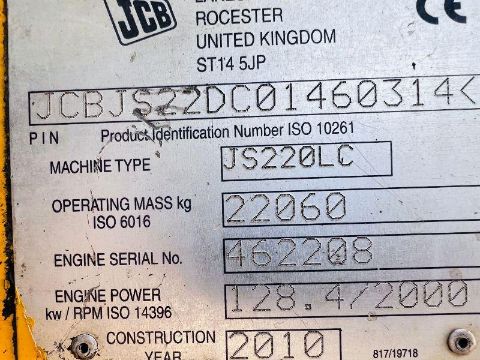 JCB
ROCESTER
UNITED KINGDOM
ST14 5JP
CE
JCBJS22DC01460314<
PIN Product Identification Number ISO 10261
MACHINE TYPE JS220LC
OPERATING MASS kg 22060
ISO 6016
ENGINE SERIAL No. 462208
ENGINE POWER 128.4/2000
kw / RPM ISO 14396
CONSTRUCTION 2010
YEAR 817/19718